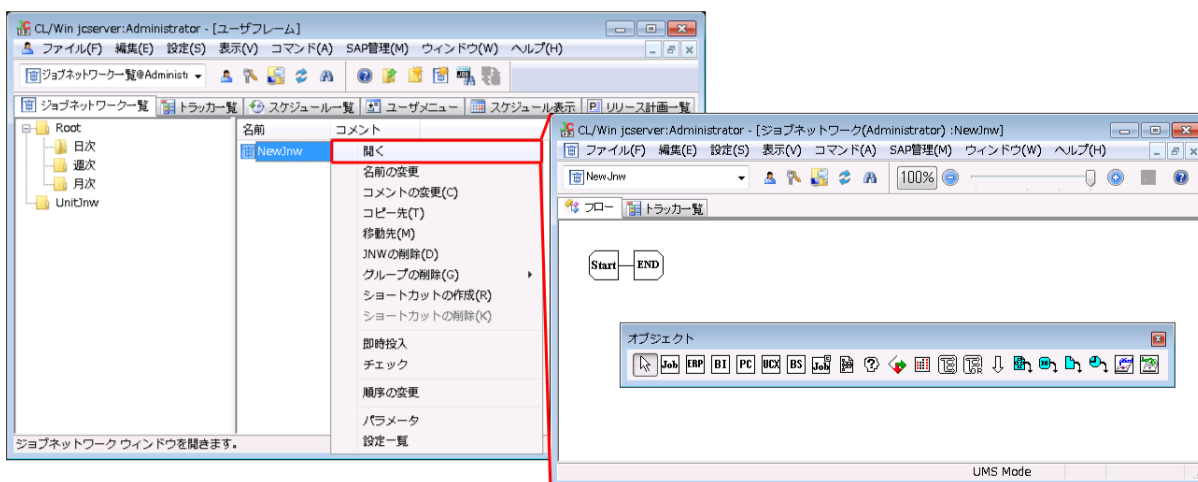 CL/Win jcserver:Administrator - [ユーザフレーム]
ファイル(F) 編集(E) 設定(S) 表示(V) コマンド(A) SAP管理(M) ウィンドウ(W) ヘルプ(H)
ジョブネットワーク一覧@Administr
ジョブネットワーク一覧 トラッカ一覧 スケジュール一覧 ユーザメニュー スケジュール表示 リリース計画一覧
Root
日次
週次
月次
UnitJnw
名前 コメント
NewJnw
開く
名前の変更
コメントの変更(C)
コピー先(T)
移動先(M)
JNWの削除(D)
グループの削除(G)
ショートカットの作成(R)
ショートカットの削除(K)
即時投入
チェック
順序の変更
パラメータ
設定一覧
ジョブネットワーク ウィンドウを開きます。
CL/Win jcserver:Administrator - [ジョブネットワーク(Administrator) :NewJnw]
ファイル(F) 編集(E) 設定(S) 表示(V) コマンド(A) SAP管理(M) ウィンドウ(W) ヘルプ(H)
NewJnw 100%
フロー トラッカ一覧
Start END
オブジェクト
Job ERP BI PC UCX BS Job OR
UMS Mode